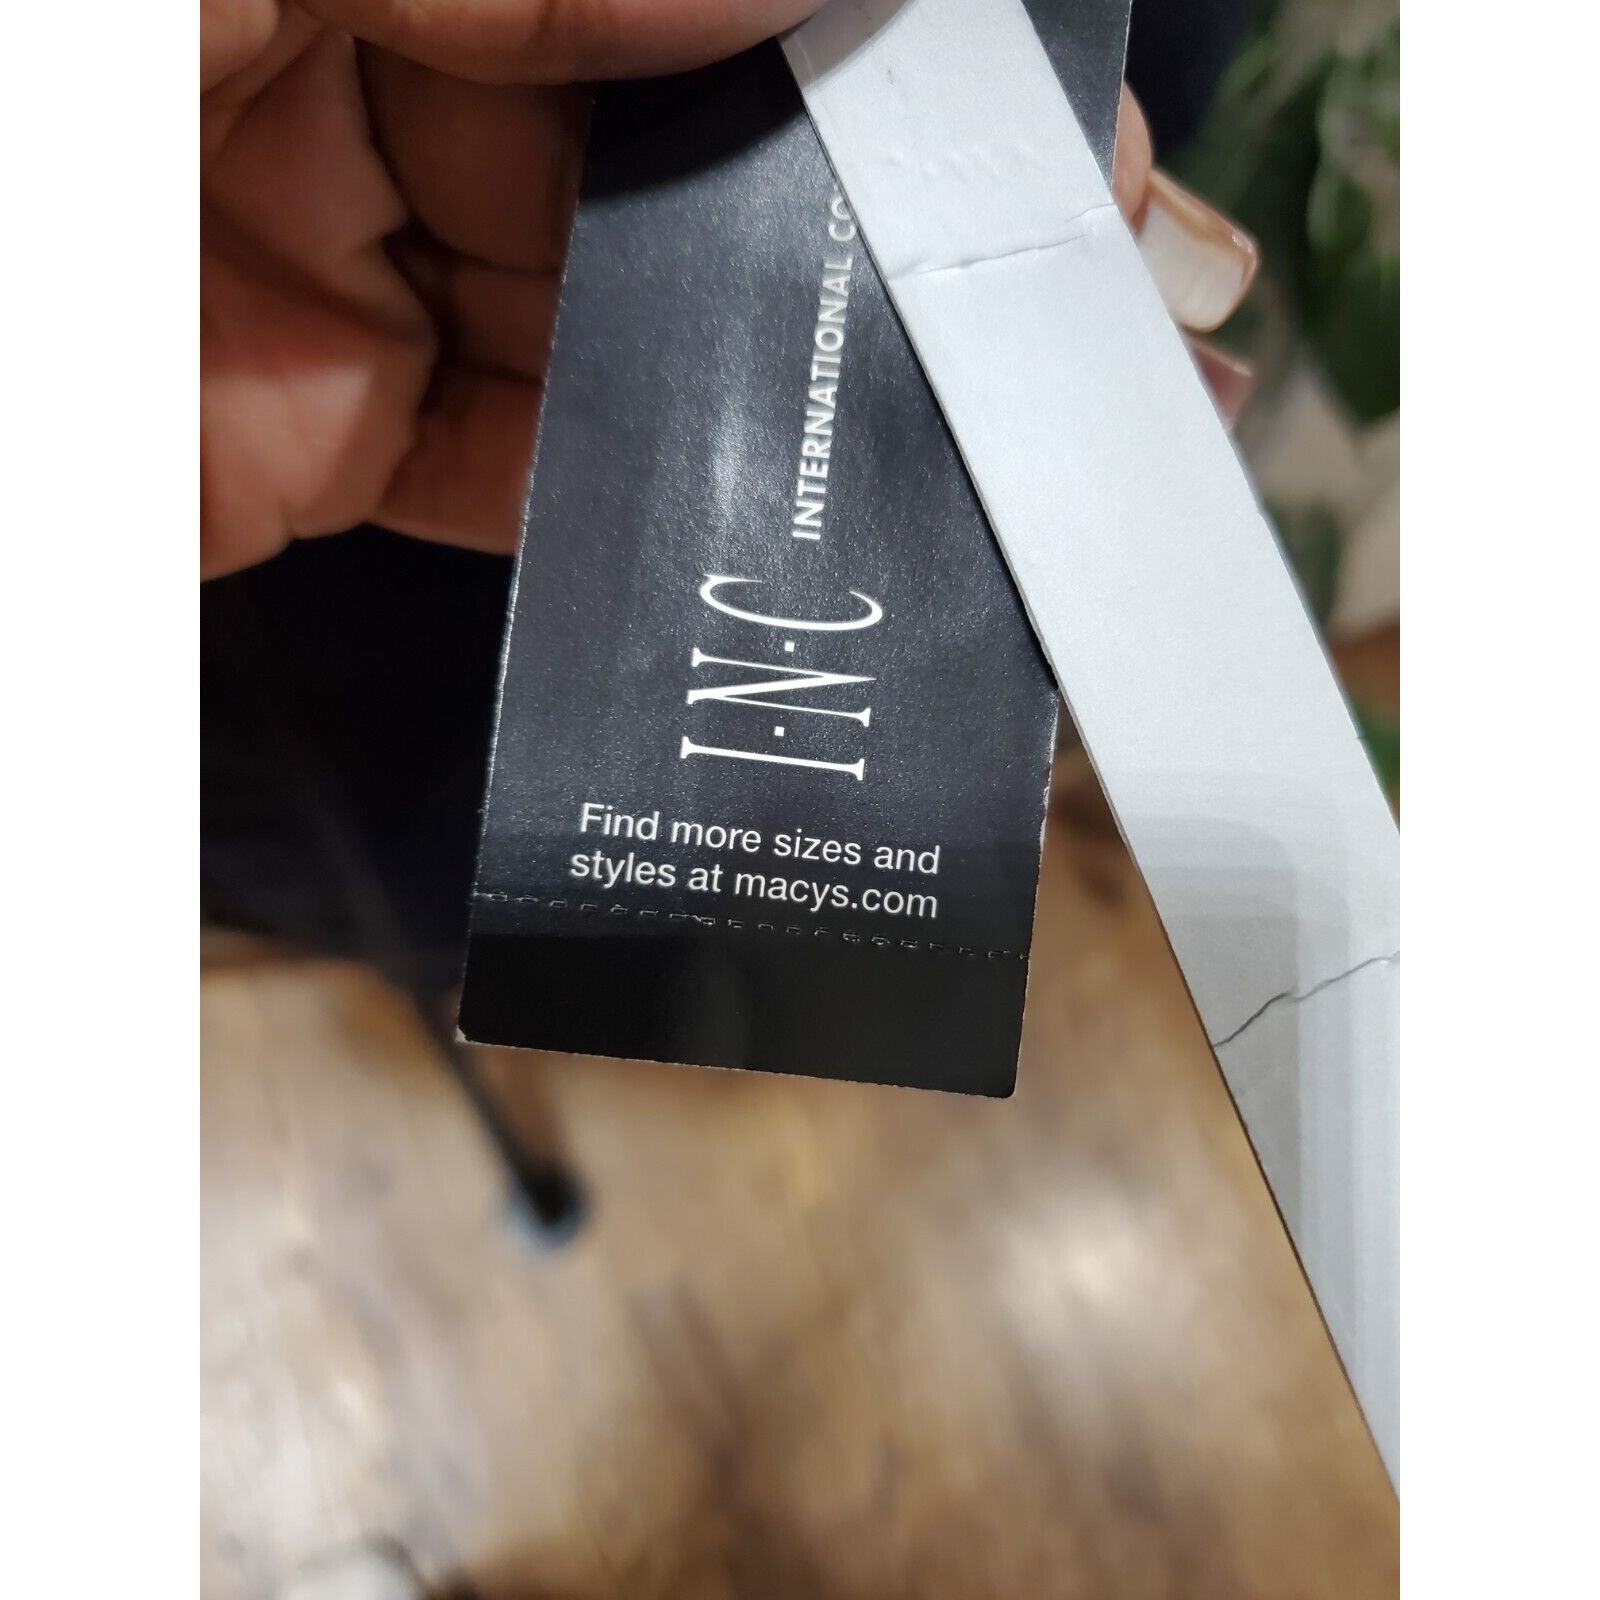 I·N·C
INTERNATIONAL CO
Find more sizes and
styles at macys.com